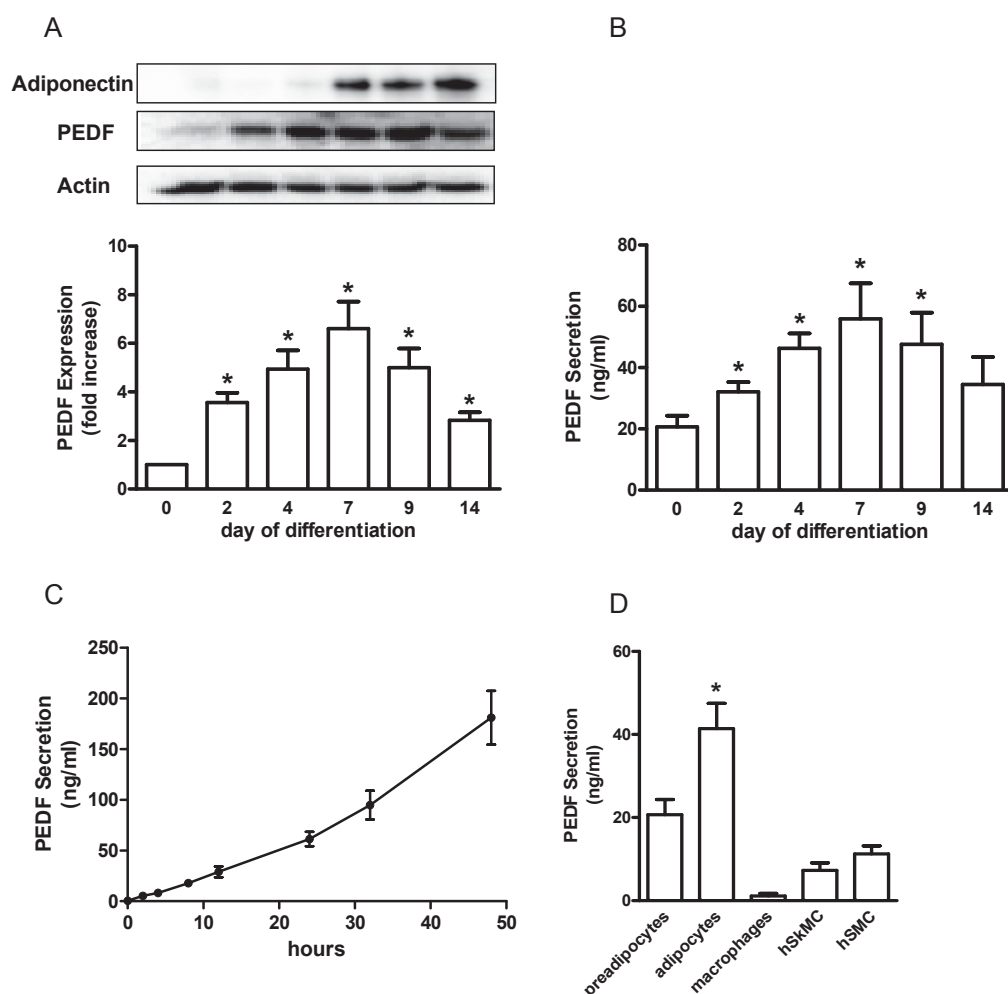 A
Adiponectin
PEDF
Actin
PEDF Expression
(fold increase)
10
8
6
4
2
0
* * * * *
0 2 4 7 9 14
day of differentiation
B
PEDF Secretion
(ng/ml)
80
60
40
20
0
* * * *
0 2 4 7 9 14
day of differentiation
C
PEDF Secretion
(ng/ml)
250
200
150
100
50
0
0 10 20 30 40 50
hours
D
PEDF Secretion
(ng/ml)
60
40
20
0
*
preadipocytes
adipocytes
macrophages
hSkMC
hSMC